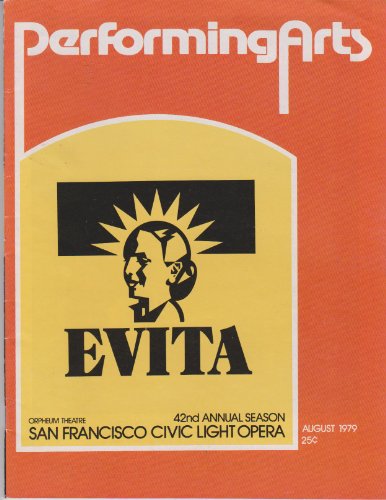 PerformingArts
EVITA
ORPHEUM THEATRE 42nd ANNUAL SEASON
SAN FRANCISCO CIVIC LIGHT OPERA
AUGUST 1979
25¢